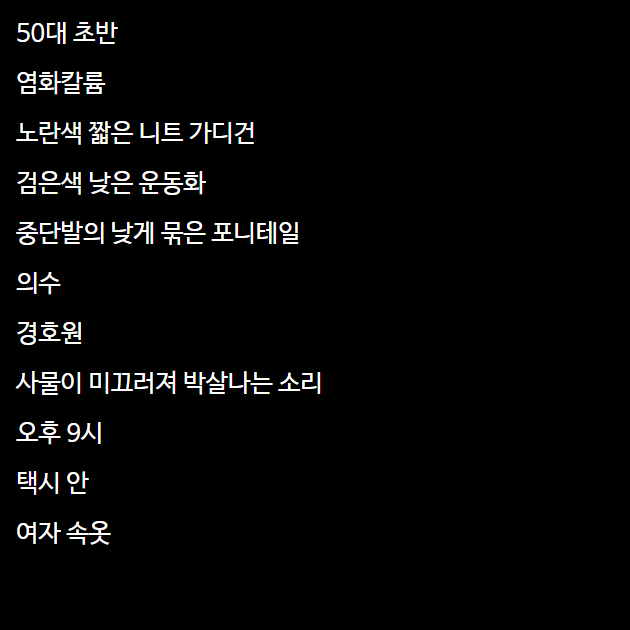 50대 초반
염화칼륨
노란색 짧은 니트 가디건
검은색 낮은 운동화
중단발의 낮게 묶은 포니테일
의수
경호원
사물이 미끄러져 박살나는 소리
오후 9시
택시 안
여자 속옷